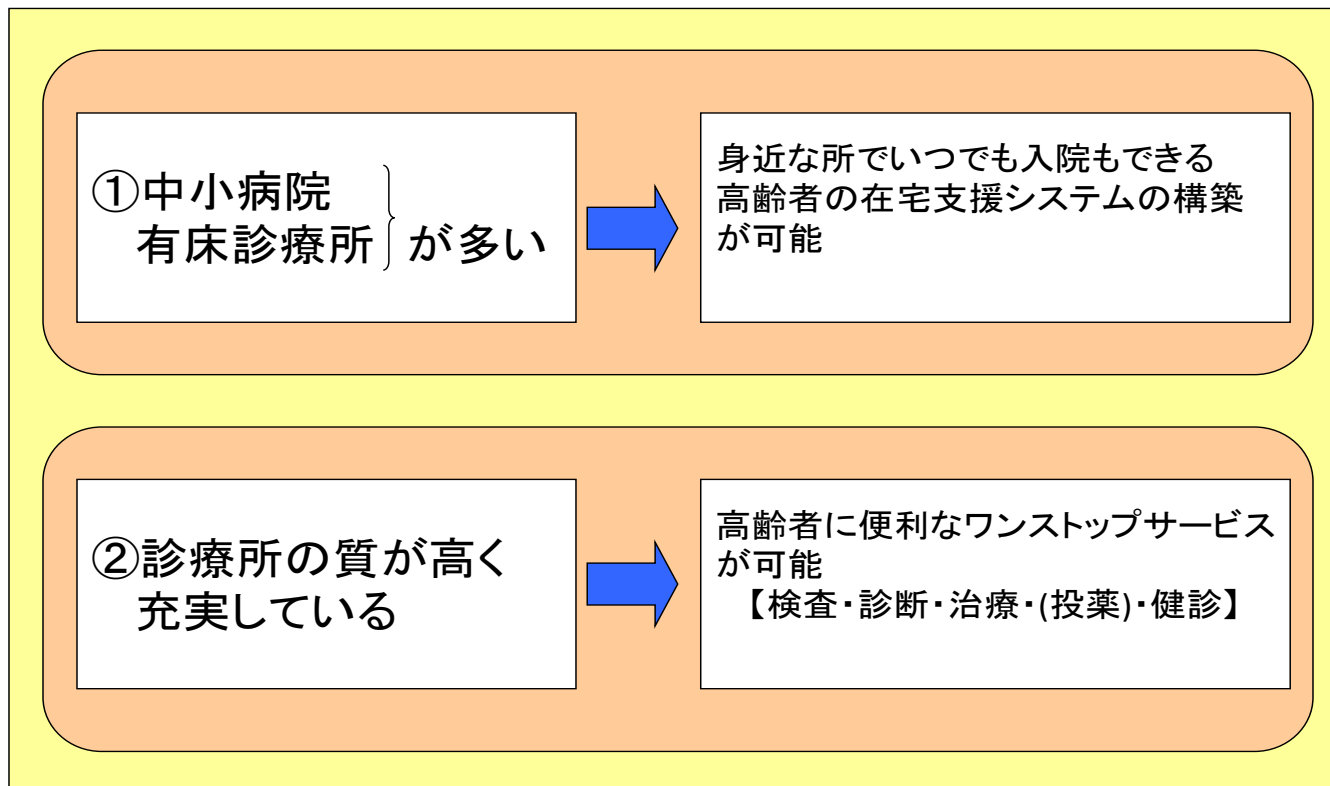 ①中小病院
有床診療所
が多い
身近な所でいつでも入院もできる
高齢者の在宅支援システムの構築
が可能
②診療所の質が高く
充実している
高齢者に便利なワンストップサービス
が可能
【検査・診断・治療・(投薬)・健診】